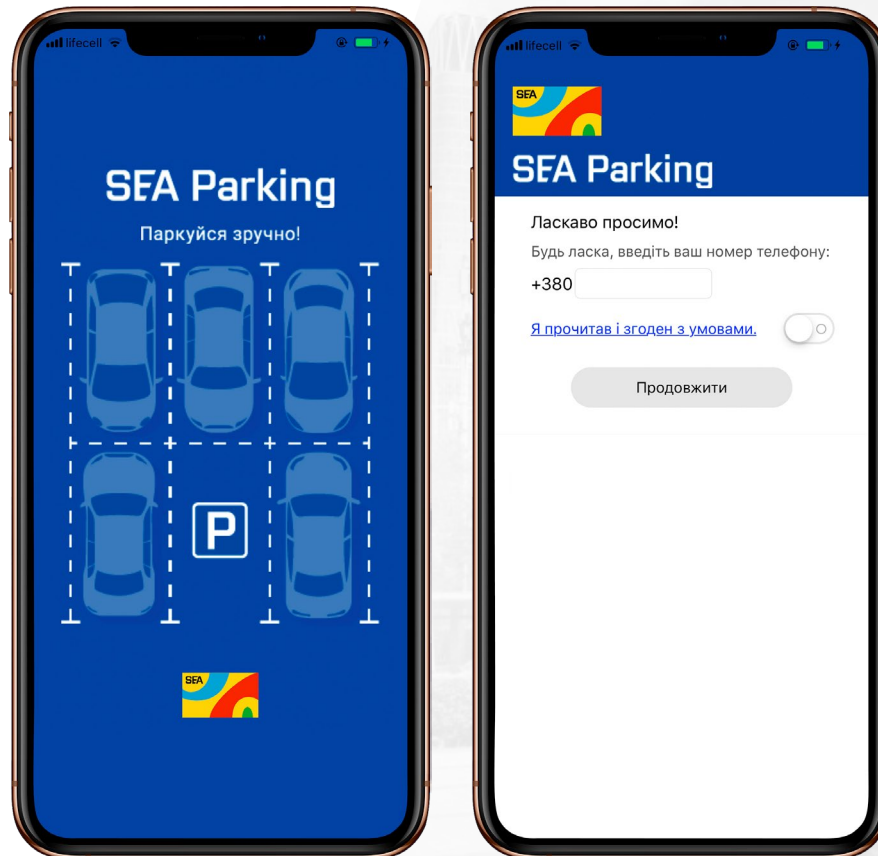 lifecell
SEA Parking
Паркуйся зручно!
P
SEA
lifecell
SEA
SEA Parking
Ласкаво просимо!
Будь ласка, введіть ваш номер телефону:
+380
Я прочитав і згоден з умовами.
Продовжити